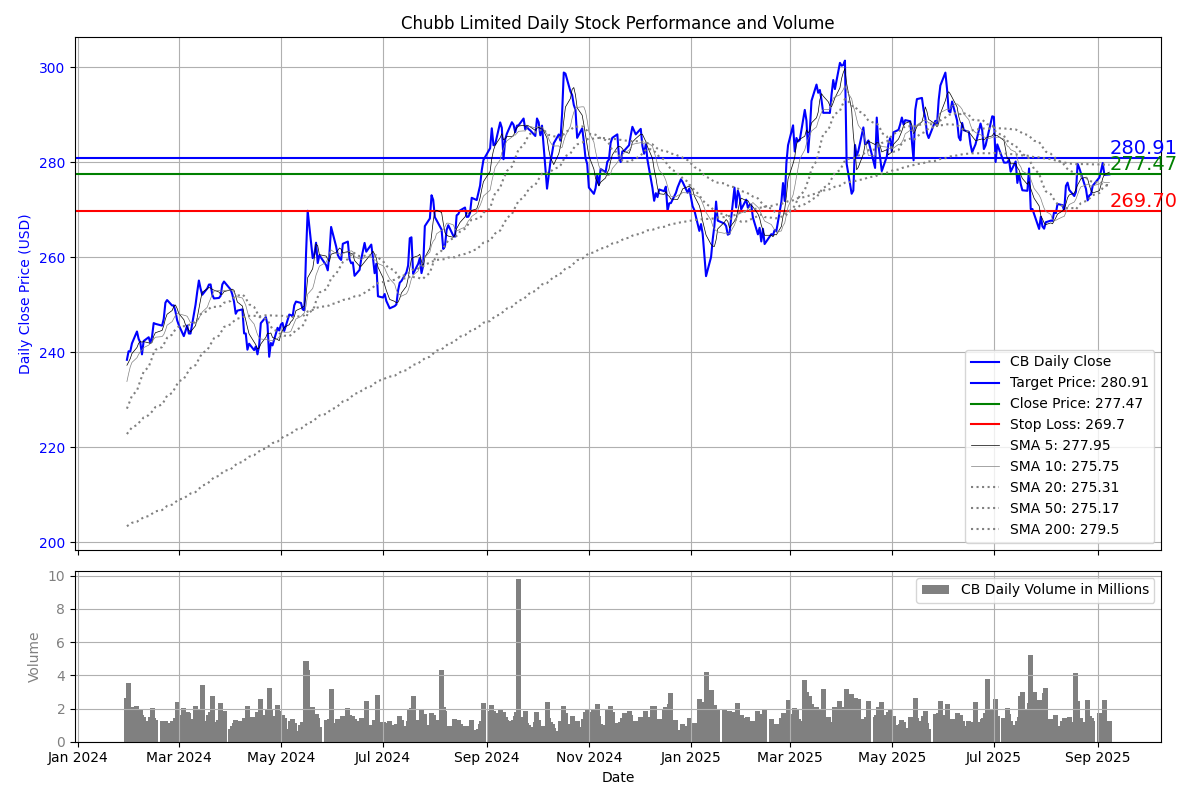 Chubb Limited Daily Stock Performance and Volume
Daily Close Price (USD)
300
280
260
240
220
200
280.91
277.47
269.70
CB Daily Close
Target Price: 280.91
Close Price: 277.47
Stop Loss: 269.7
SMA 5: 277.95
SMA 10: 275.75
SMA 20: 275.31
SMA 50: 275.17
SMA 200: 279.5
Volume
10
8
6
4
2
0
CB Daily Volume in Millions
Jan 2024 Mar 2024 May 2024 Jul 2024 Sep 2024 Nov 2024 Jan 2025 Mar 2025 May 2025 Jul 2025 Sep 2025
Date